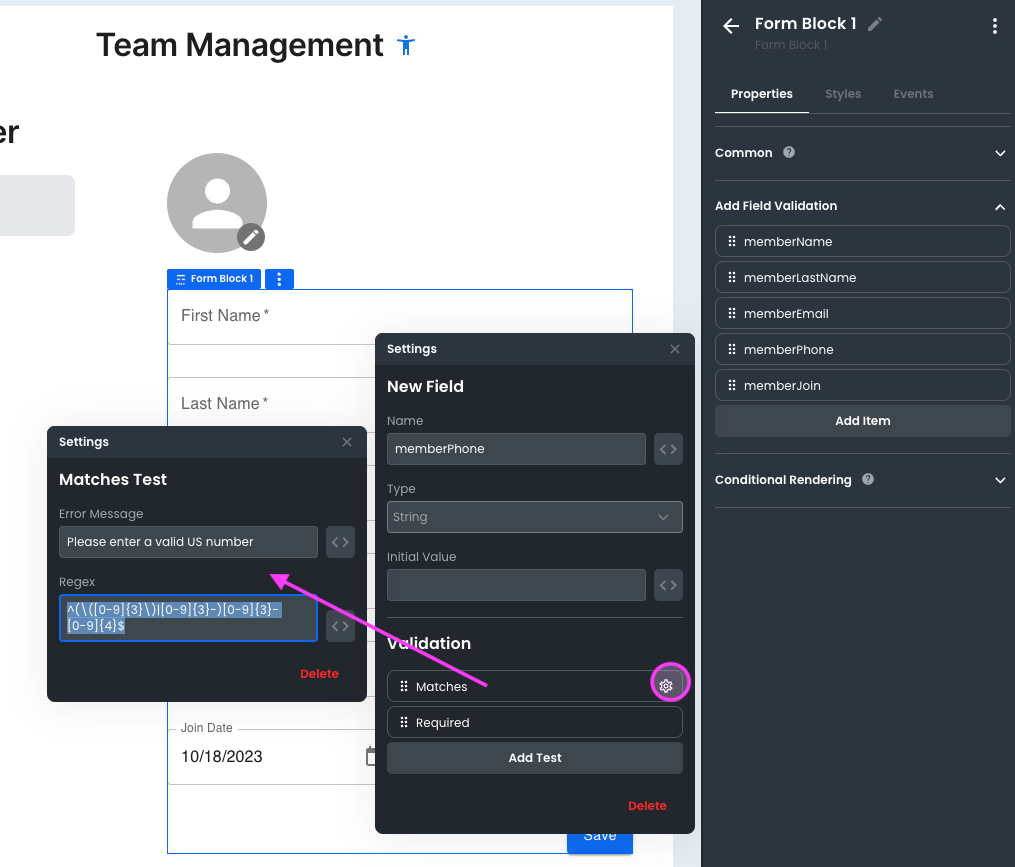 Team Management
er
Form Block 1
First Name *
Last Name *
Join Date
10/18/2023
Save
Settings
Matches Test
Error Message
Please enter a valid US number
Regex
^(\([0-9]{3}\)|[0-9]{3}-)[0-9]{3}-
[0-9]{4}$
Delete
Settings
New Field
Name
memberPhone
Type
String
Initial Value
Validation
Matches
Required
Add Test
Delete
Form Block 1
Form Block 1
Properties Styles Events
Common
Add Field Validation
memberName
memberLastName
memberEmail
memberPhone
memberJoin
Add Item
Conditional Rendering